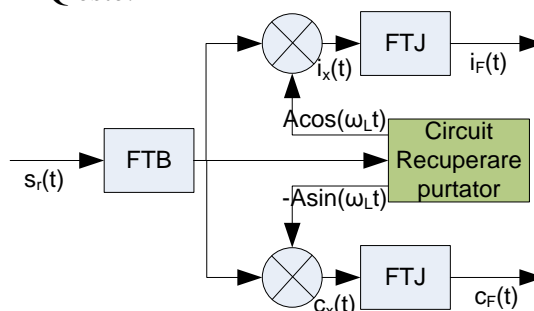 FTJ
i_x(t)
i_F(t)
Acos(ω_Lt)
Circuit
Recuperare
purtator
FTB
s_r(t)
-Asin(ω_Lt)
FTJ
c_x(t)
c_F(t)